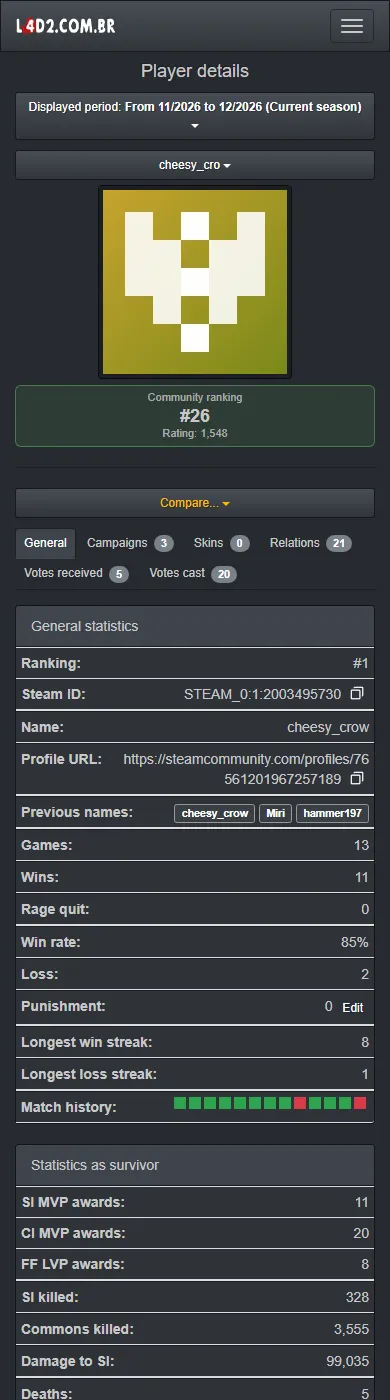 L4D2.COM.BR
Player details
Displayed period: From 11/2026 to 12/2026 (Current season)
cheesy_cro
Community ranking
#26
Rating: 1,548
Compare...
General Campaigns 3 Skins 0 Relations 21
Votes received 5 Votes cast 20
General statistics
Ranking: #1
Steam ID: STEAM_0:1:2003495730
Name: cheesy_crow
Profile URL: https://steamcommunity.com/profiles/76
561201967257189
Previous names: cheesy_crow Miri hammer197
Games: 13
Wins: 11
Rage quit: 0
Win rate: 85%
Loss: 2
Punishment: 0 Edit
Longest win streak: 8
Longest loss streak: 1
Match history:
Statistics as survivor
SI MVP awards: 11
CI MVP awards: 20
FF LVP awards: 8
SI killed: 328
Commons killed: 3,555
Damage to SI: 99,035
Deaths: 5